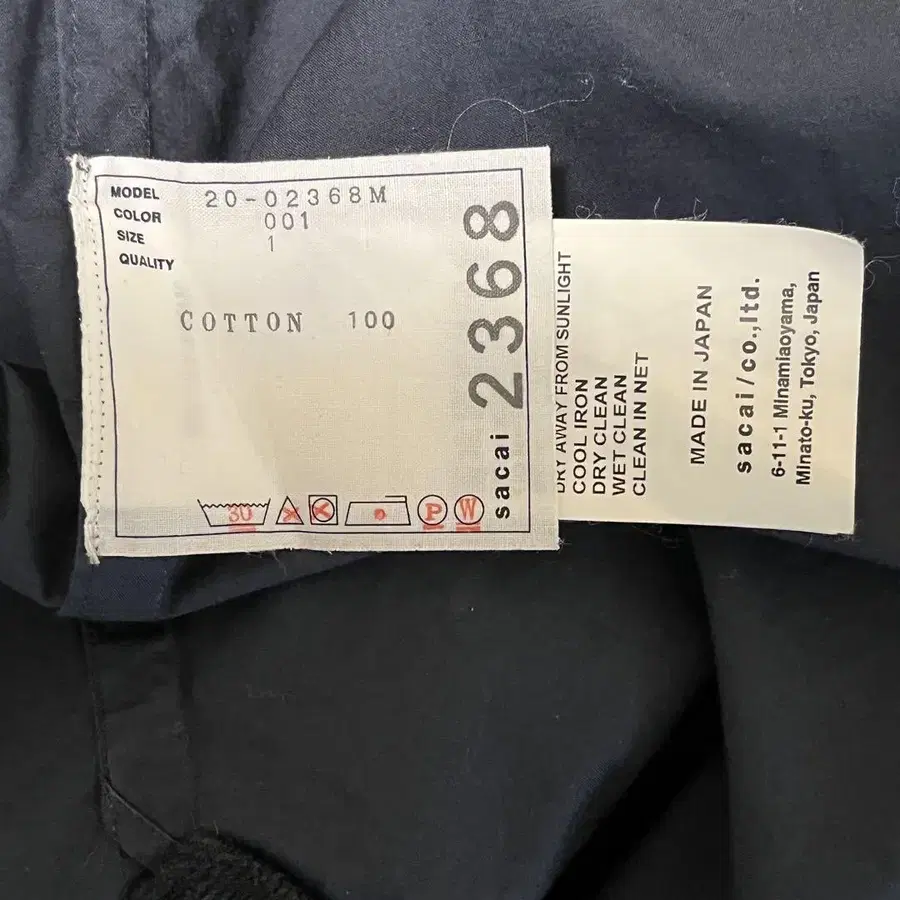 MODEL 20-02368M
COLOR 001
SIZE 1
QUALITY
COTTON 100
30
P
W
sacai 2368
DRY AWAY FROM SUNLIGHT
COOL IRON
DRY CLEAN
WET CLEAN
CLEAN IN NET
MADE IN JAPAN
sacai/co.,ltd.
6-11-1 Minamiaoyama,
Minato-ku, Tokyo, Japan